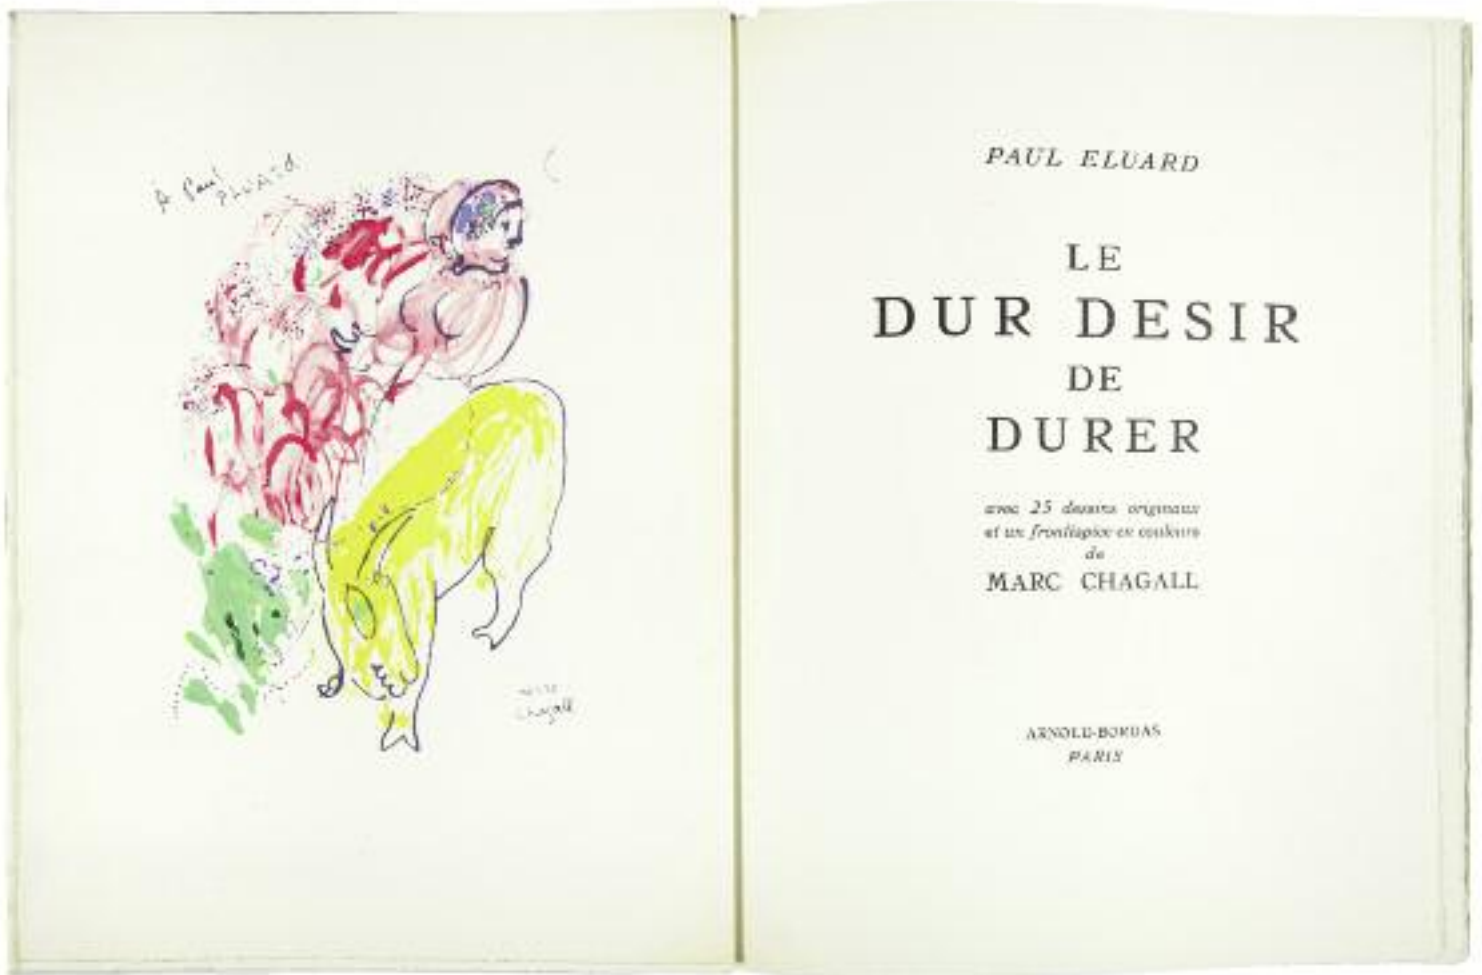 À Paul
ELUARD
Chagall
PAUL ELUARD
LE
DUR DESIR
DE
DURER
avec 25 dessins originaux
et un frontispice en couleurs
de
MARC CHAGALL
ARNOLD-BORDAS
PARIS